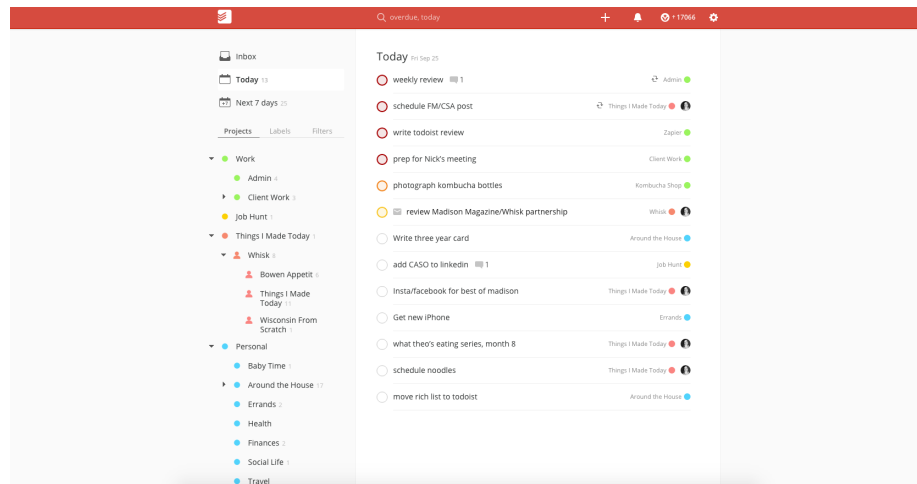 overdue, today
+17066
Inbox
Today 13
+7 Next 7 days 25
Projects Labels Filters
Work
Admin 4
Client Work 3
Job Hunt 1
Things I Made Today 1
Whisk 8
Bowen Appetit 6
Things I Made
Today 11
Wisconsin From
Scratch 1
Personal
Baby Time 1
Around the House 17
Errands 2
Health
Finances 2
Social Life 1
Travel
Today Fri Sep 25
weekly review 1 Admin
schedule FM/CSA post Things I Made Today
write todoist review Zapier
prep for Nick's meeting Client Work
photograph kombucha bottles Kombucha Shop
review Madison Magazine/Whisk partnership Whisk
Write three year card Around the House
add CASO to linkedin 1 Job Hunt
Insta/facebook for best of madison Things I Made Today
Get new iPhone Errands
what theo's eating series, month 8 Things I Made Today
schedule noodles Things I Made Today
move rich list to todoist Around the House